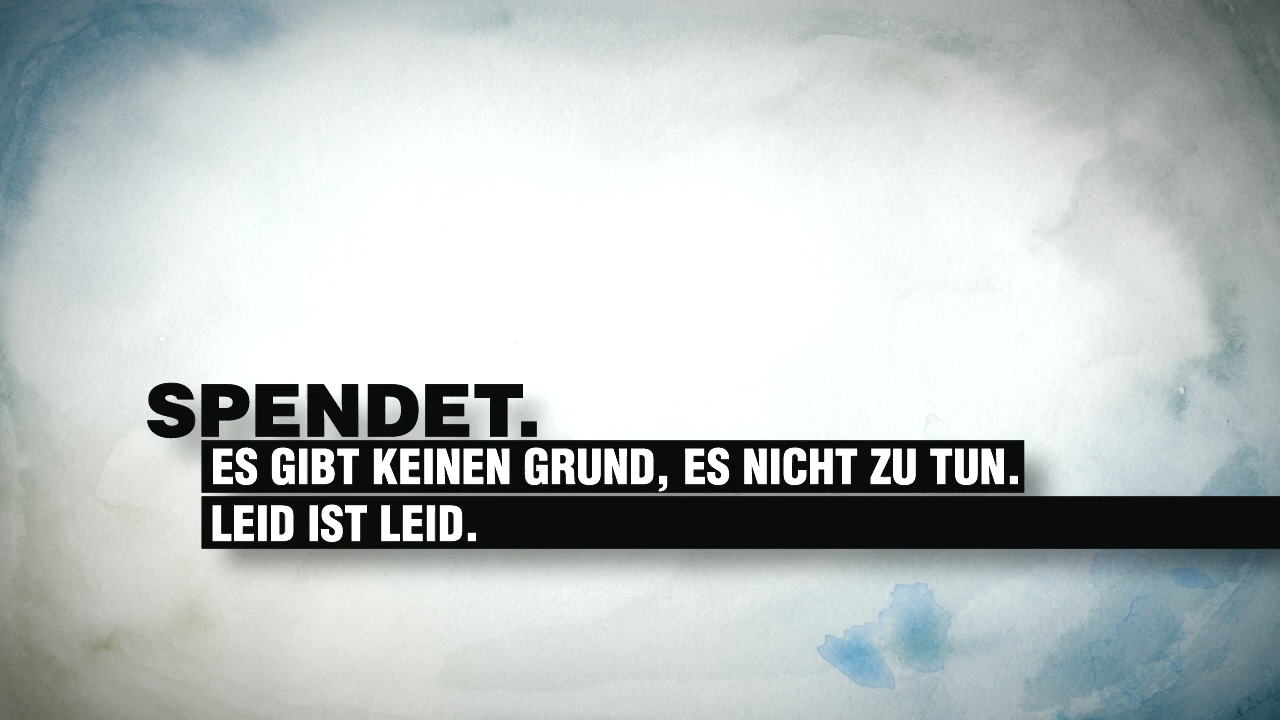 SPENDET.
ES GIBT KEINEN GRUND, ES NICHT ZU TUN.
LEID IST LEID.